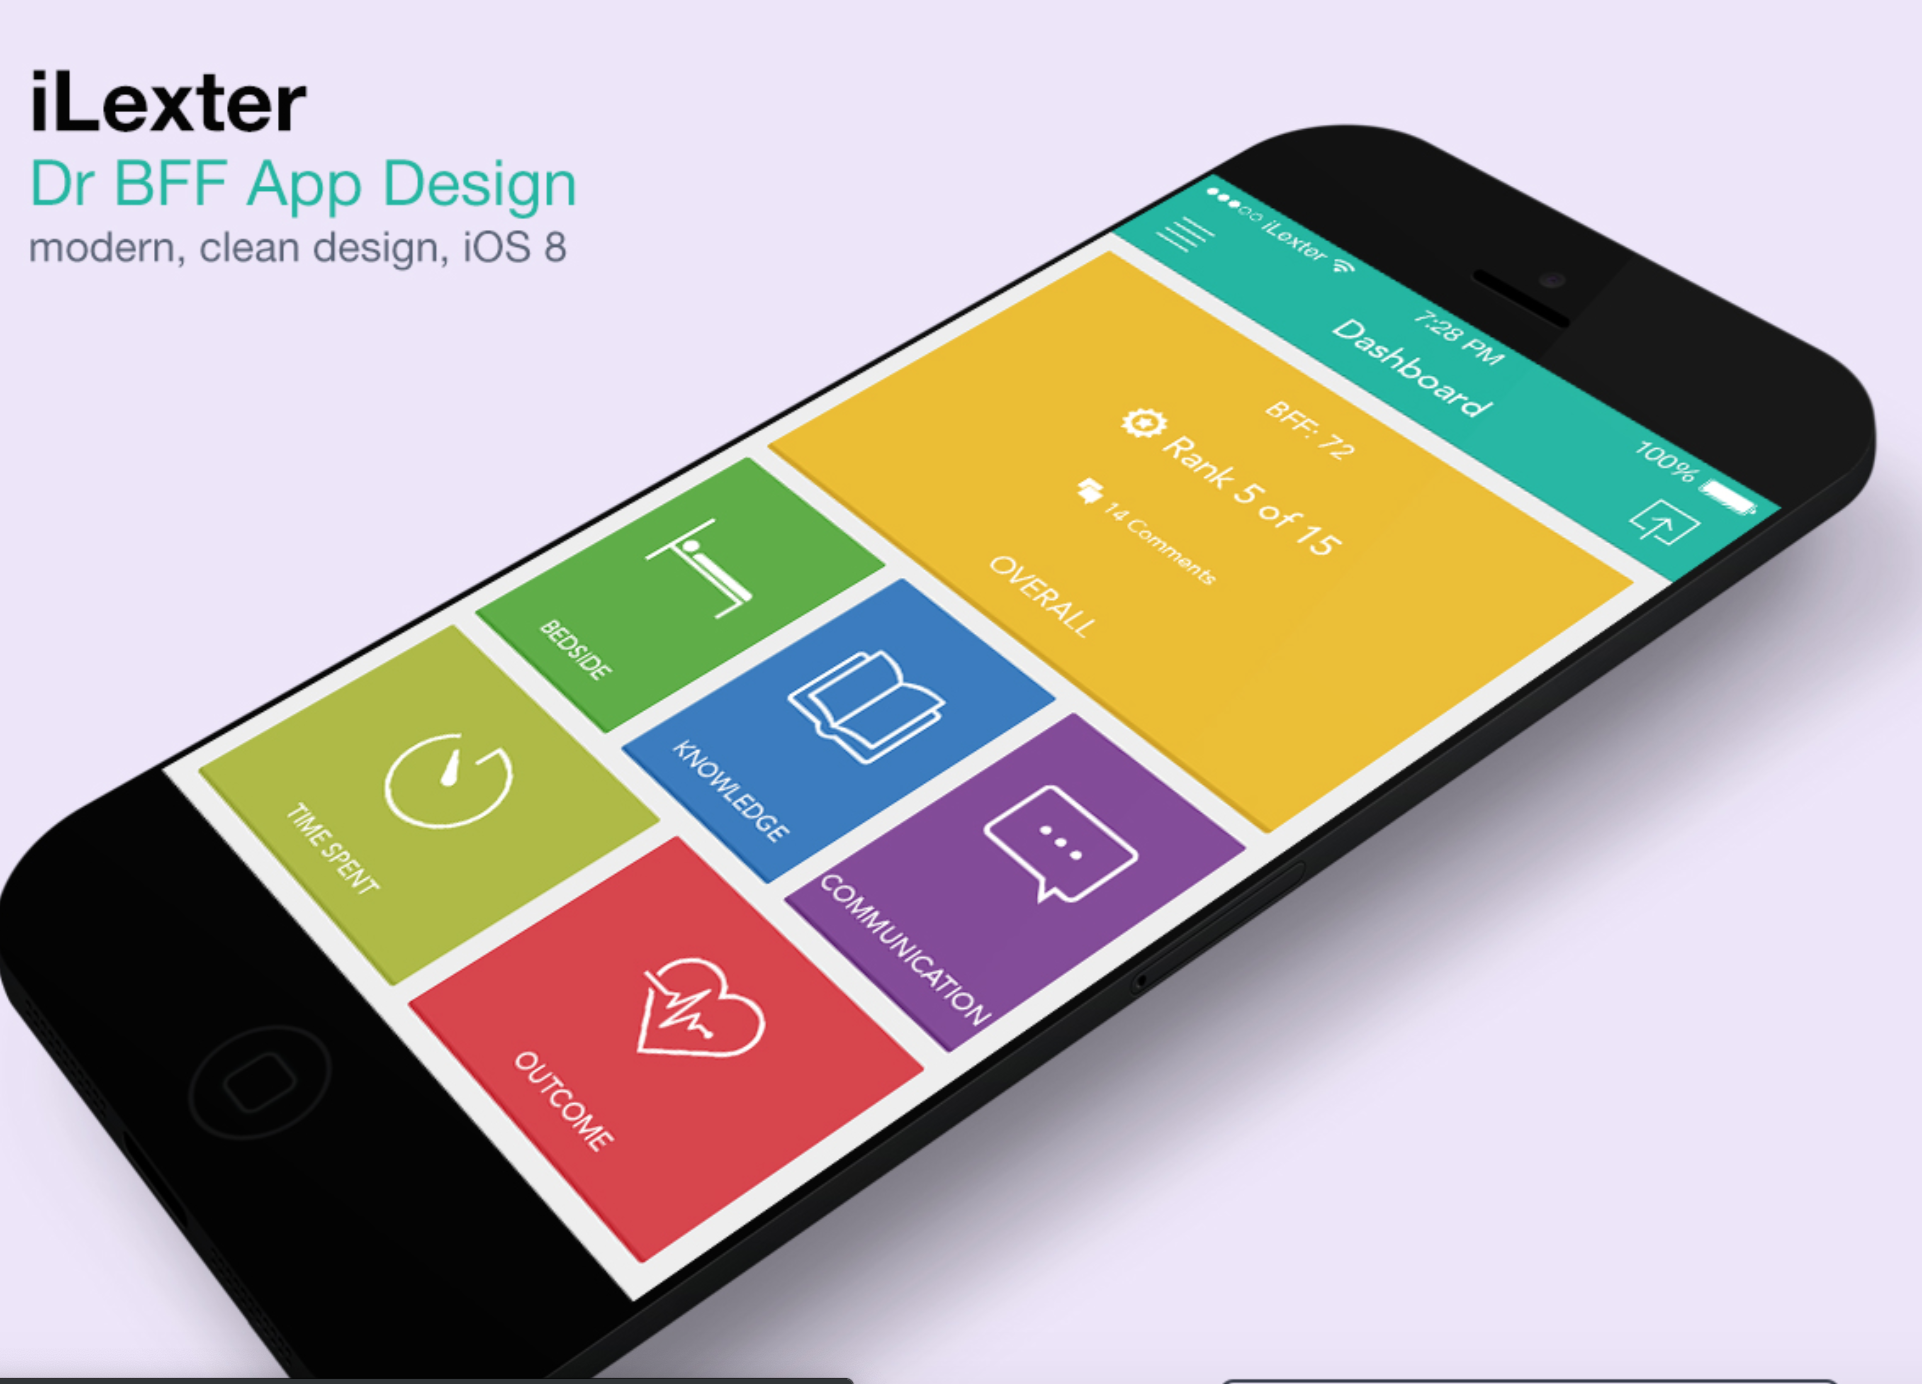 iLexter
Dr BFF App Design
modern, clean design, iOS 8
iLexter
7:28 PM
100%
Dashboard
BFF: 72
Rank 5 of 15
14 Comments
OVERALL
BEDSIDE
KNOWLEDGE
COMMUNICATION
TIME SPENT
OUTCOME